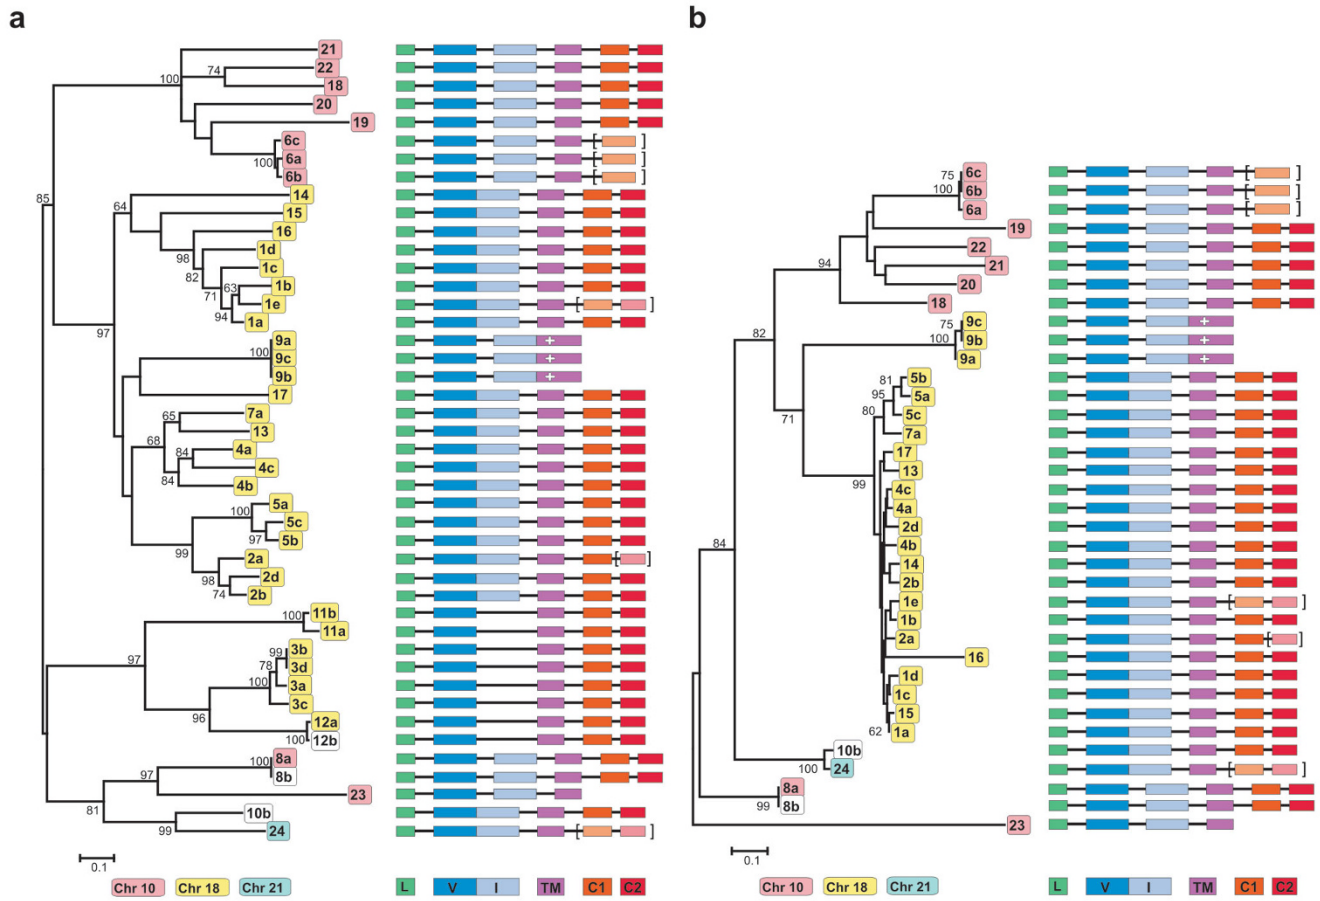 a
21
74
22
100
18
20
19
6c
100
6a
6b
14
85
64
15
16
1d
98
1c
82
1b
63
71
1e
94
1a
97
9a
100
9c
9b
17
7a
65
13
68
4a
84
4c
84
4b
5a
100
5c
97
5b
99
2a
98
2d
74
2b
11b
100
11a
97
99
3b
78
3d
100
3a
3c
96
12a
100
12b
8a
100
8b
97
23
81
10b
99
24
+
+
+
[ ]
[ ]
[ ]
[ ]
[ ]
[ ]
0.1
Chr 10 Chr 18 Chr 21
L V I TM C1 C2
b
6c
75
100
6b
6a
19
22
94
21
20
18
9c
75
9b
100
9a
82
5b
81
5a
95
80
5c
7a
71
17
13
99
4c
4a
2d
4b
84
14
2b
1e
1b
2a
16
1d
1c
15
62
1a
10b
100
24
8a
99
8b
23
[ ]
[ ]
[ ]
+
+
+
[ ]
[ ]
[ ]
0.1
Chr 10 Chr 18 Chr 21
L V I TM C1 C2